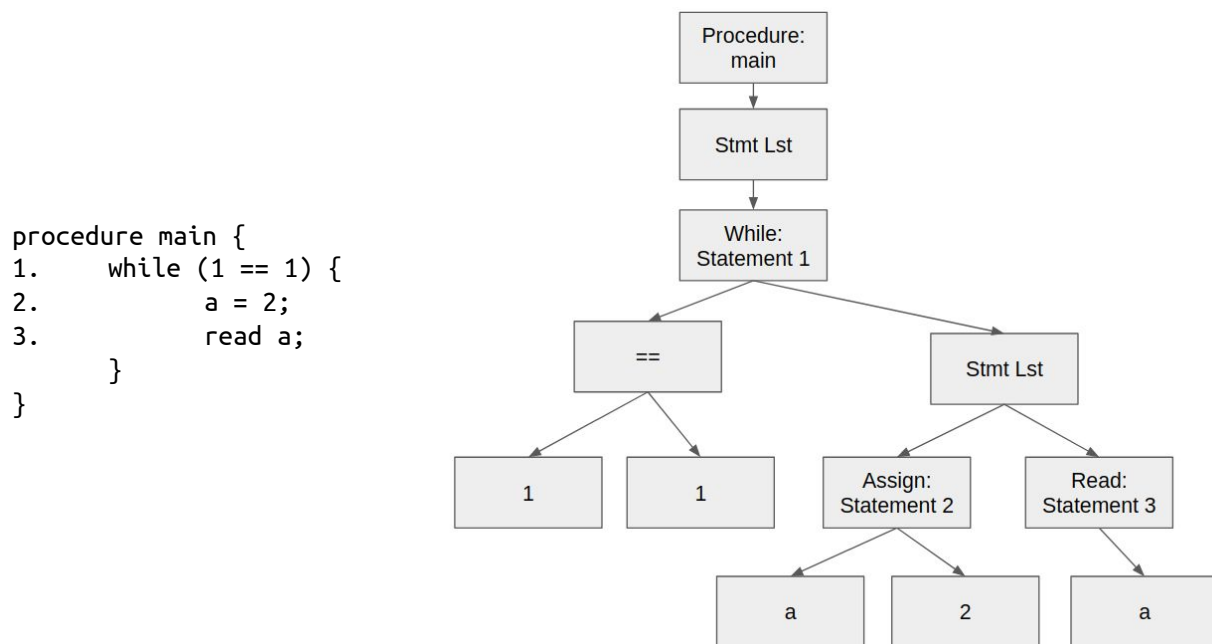 procedure main {
1. while (1 == 1) {
2. a = 2;
3. read a;
}
}
Procedure:
main
Stmt Lst
While:
Statement 1
==
Stmt Lst
1
1
Assign:
Statement 2
Read:
Statement 3
a
2
a